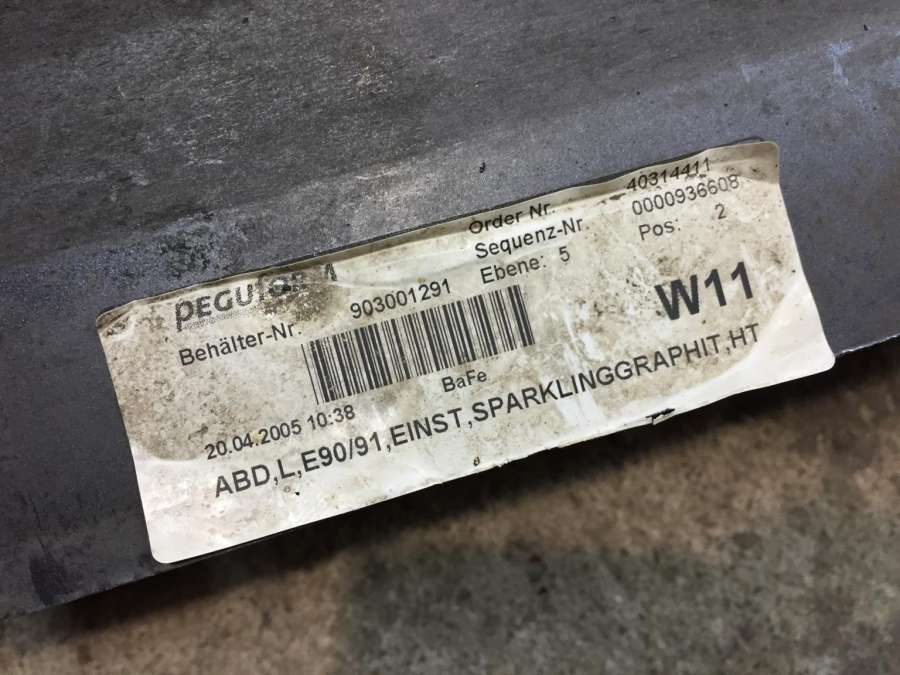 Order Nr. 40314411
Sequenz-Nr 0000936608
Ebene: 5 Pos: 2
Behälter-Nr. 903001291
W11
BaFe
20.04.2005 10:38
ABD,L,E90/91,EINST,SPARKLINGGRAPHIT,HT